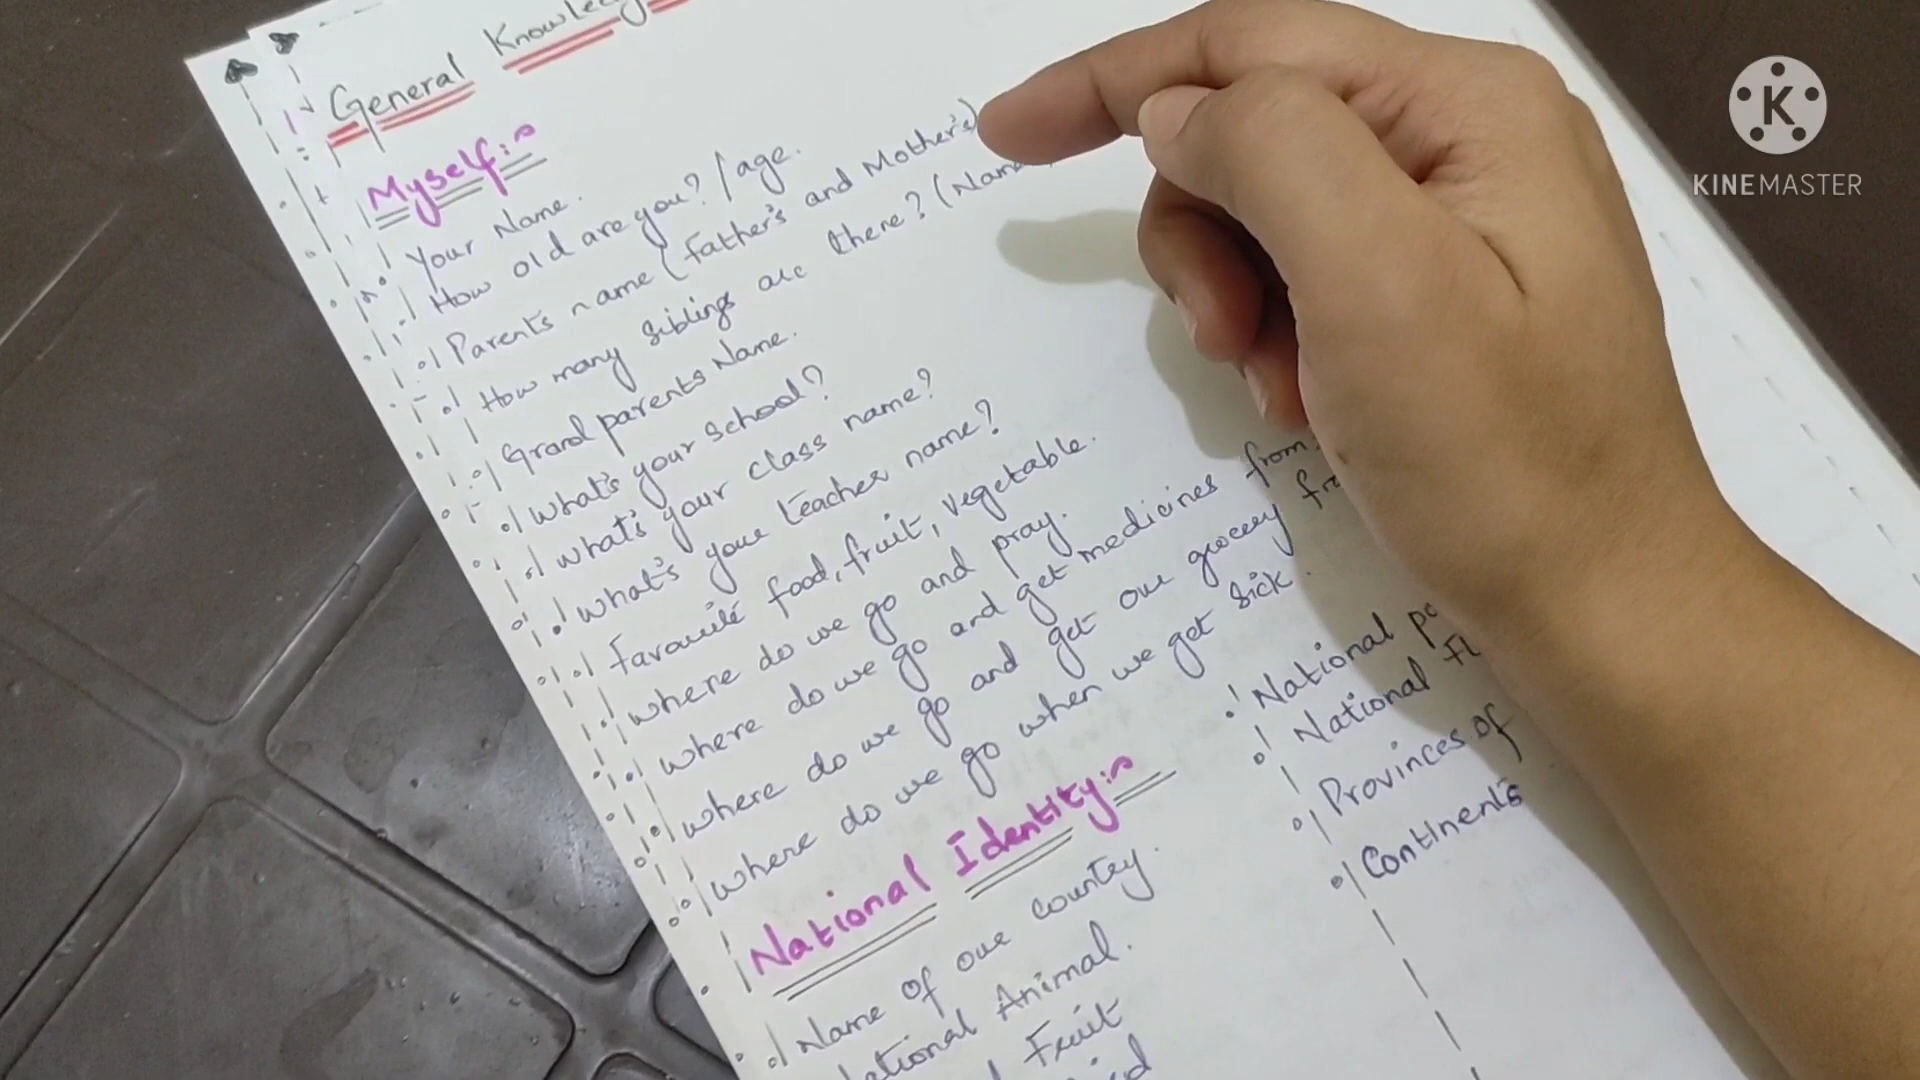 General Knowledge
Myself:~
Your Name.
How old are you? / age.
Parents name (Father's and Mother's)
How many siblings are there? (Name
Grand parents Name.
What's your school?
What's your class name?
What's your teacher name?
Favourite food, fruit, vegetable.
where do we go and pray.
where do we go and get medicines from
where do we go and get our grocery fr
where do we go when we get sick.
National Identity:~
Name of our country.
National Animal.
Fruit
National
National Fl
Provinces of
Continents
KINEMASTER